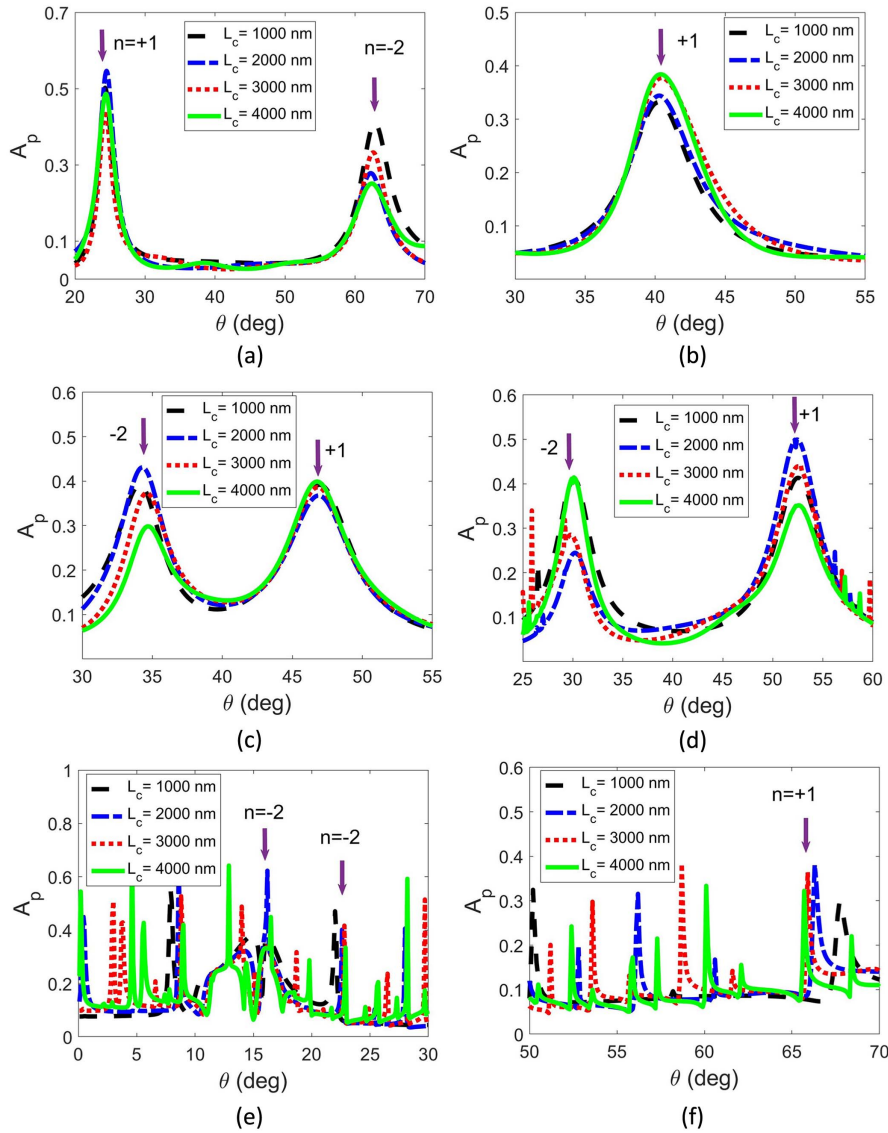 0.7
0.5
0.3
0.1
0
A_p
n=+1
n=-2
L_c= 1000 nm
L_c= 2000 nm
L_c= 3000 nm
L_c= 4000 nm
20 30 40 50 60 70
θ (deg)
(a)
0.5
0.4
0.3
0.2
0.1
A_p
+1
L_c= 1000 nm
L_c= 2000 nm
L_c= 3000 nm
L_c= 4000 nm
30 35 40 45 50 55
θ (deg)
(b)
0.6
0.5
0.4
0.3
0.2
0.1
A_p
L_c= 1000 nm
L_c= 2000 nm
L_c= 3000 nm
L_c= 4000 nm
-2
+1
30 35 40 45 50 55
θ (deg)
(c)
0.6
0.5
0.4
0.3
0.2
0.1
A_p
L_c= 1000 nm
L_c= 2000 nm
L_c= 3000 nm
L_c= 4000 nm
-2
+1
25 30 35 40 45 50 55 60
θ (deg)
(d)
1
0.8
0.6
0.4
0.2
0
A_p
L_c= 1000 nm
L_c= 2000 nm
L_c= 3000 nm
L_c= 4000 nm
n=-2
n=-2
0 5 10 15 20 25 30
θ (deg)
(e)
0.6
0.5
0.4
0.3
0.2
0.1
0
A_p
L_c= 1000 nm
L_c= 2000 nm
L_c= 3000 nm
L_c= 4000 nm
n=+1
50 55 60 65 70
θ (deg)
(f)